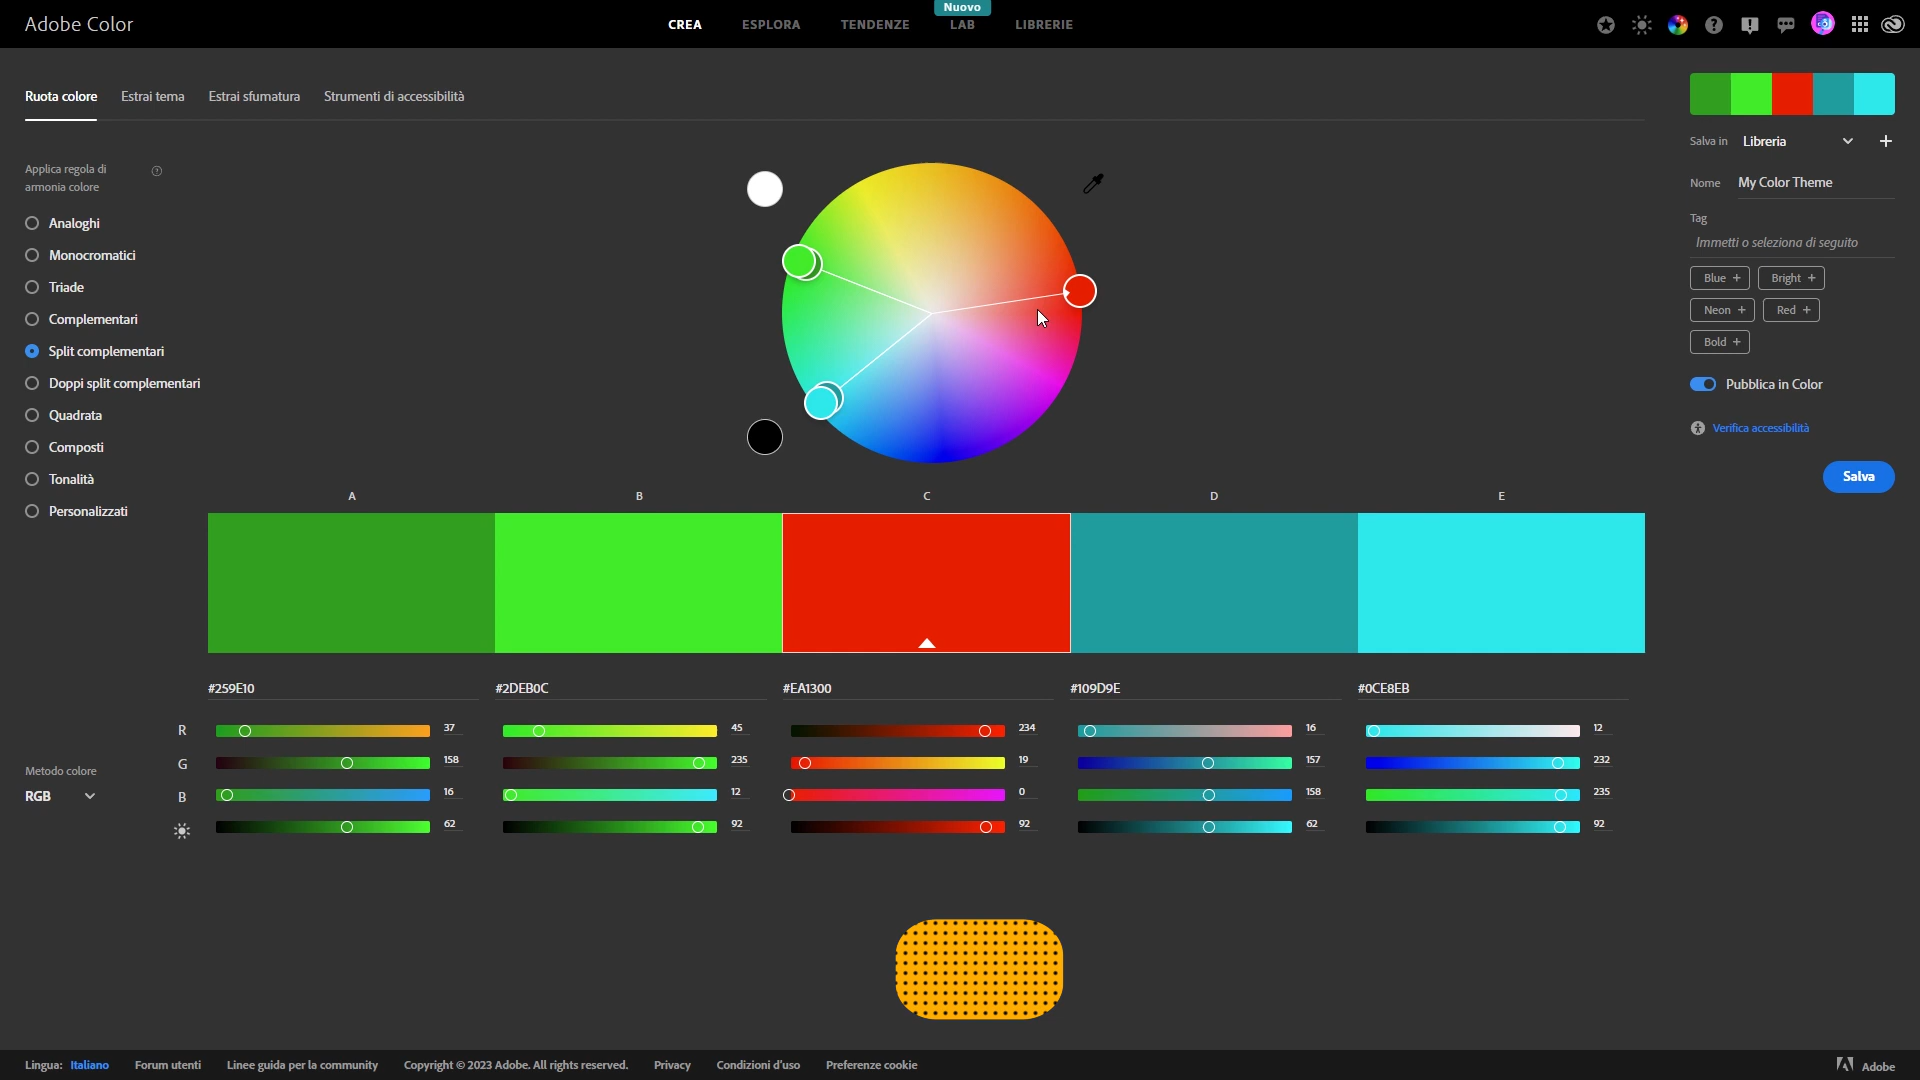 Adobe Color
CREA
ESPLORA
TENDENZE
Nuovo
LAB
LIBRERIE
Ruota colore
Estrai tema
Estrai sfumatura
Strumenti di accessibilità
Applica regola di
armonia colore
Analoghi
Monocromatici
Triade
Complementari
Split complementari
Doppi split complementari
Quadrata
Composti
Tonalità
Personalizzati
Salva in Libreria
Nome My Color Theme
Tag
Immetti o seleziona di seguito
Blue +
Bright +
Neon +
Red +
Bold +
Pubblica in Color
Verifica accessibilità
Salva
A B C D E
#259E10 #2DEB0C #EA1300 #109D9E #0CE8EB
R 37 45 234 16 12
G 158 235 19 157 232
B 16 12 0 158 235
62 92 92 62 92
Metodo colore
RGB
Lingua: Italiano
Forum utenti
Linee guida per la community
Copyright © 2023 Adobe. All rights reserved.
Privacy
Condizioni d'uso
Preferenze cookie
Adobe